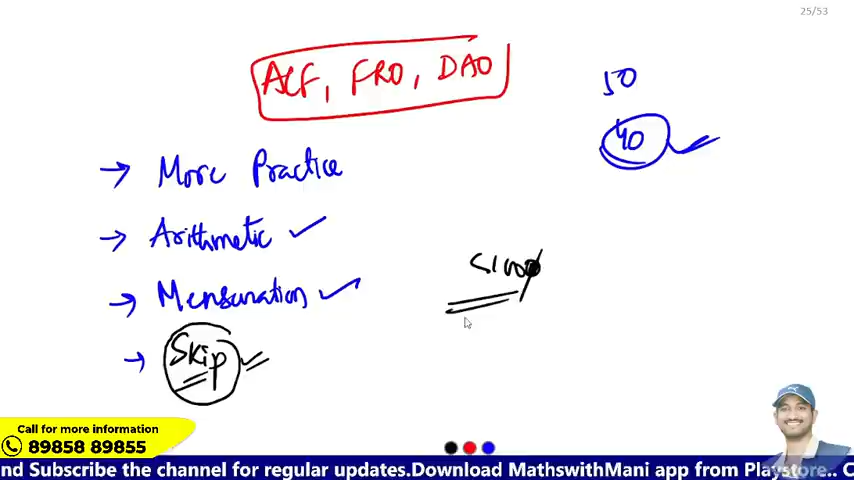 25/53
ACF, FRO, DAO
50
40
→ More Practice
→ Arithmetic ✓
→ Mensuration ✓
→ Skip
Call for more information
89858 89855
nd Subscribe the channel for regular updates.Download MathswithMani app from Playstore.. C